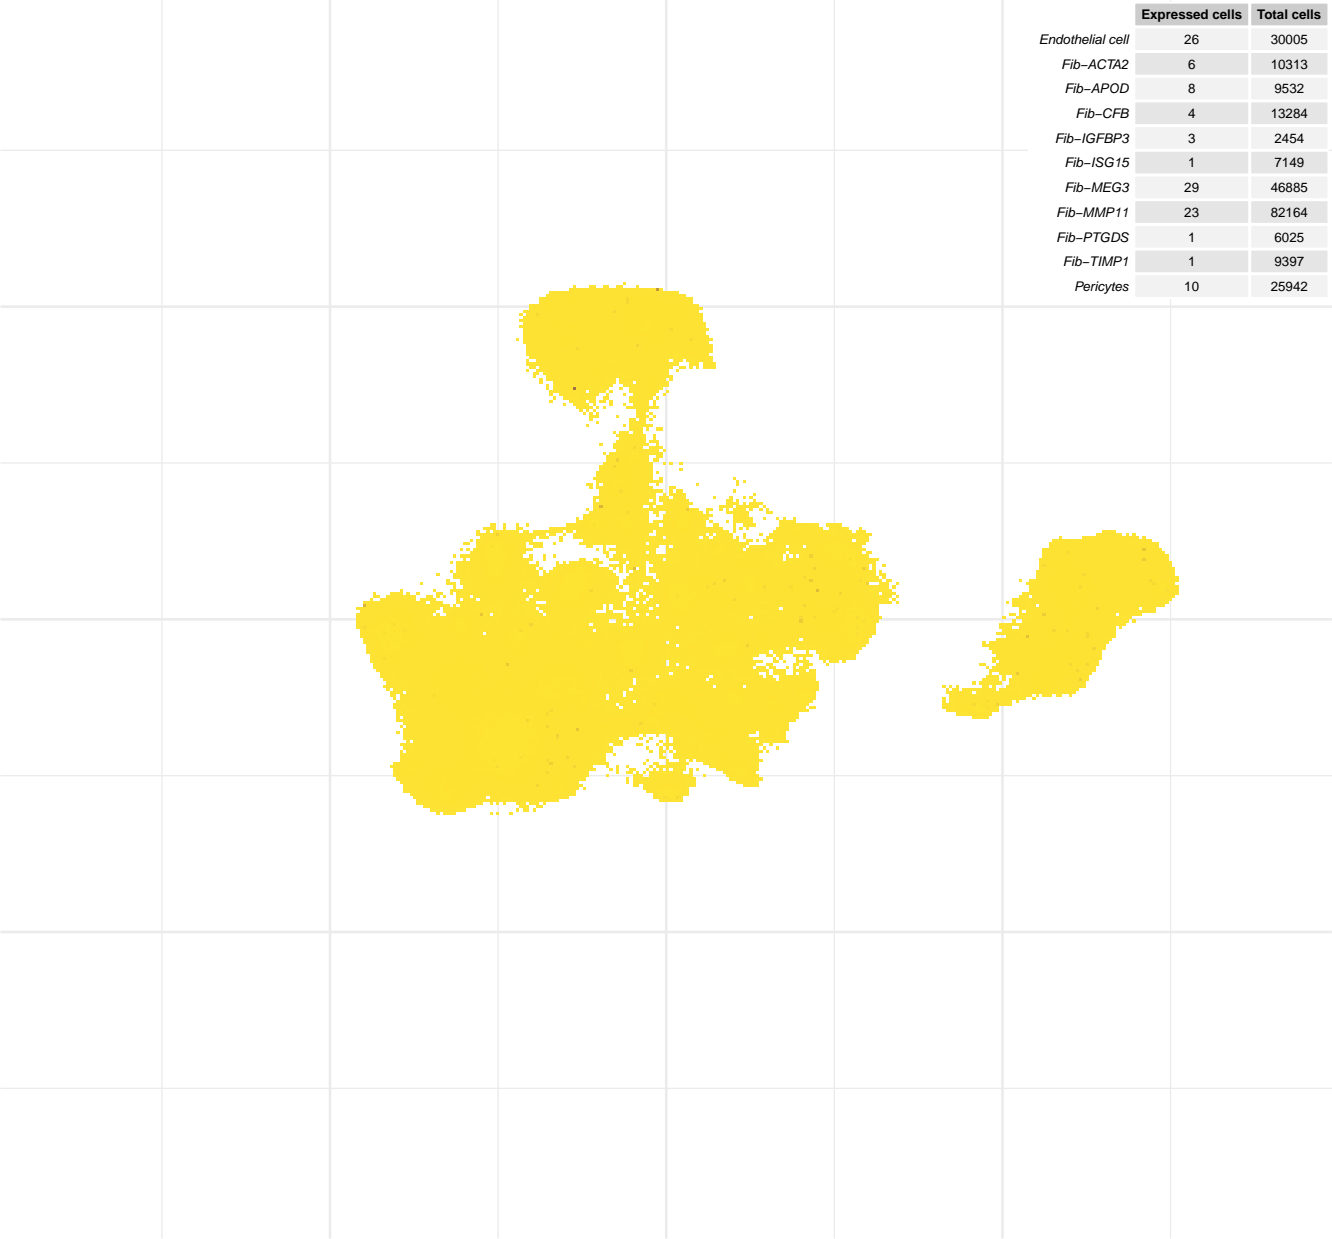 Expressed cells Total cells
Endothelial cell 26 30005
Fib−ACTA2 6 10313
Fib−APOD 8 9532
Fib−CFB 4 13284
Fib−IGFBP3 3 2454
Fib−ISG15 1 7149
Fib−MEG3 29 46885
Fib−MMP11 23 82164
Fib−PTGDS 1 6025
Fib−TIMP1 1 9397
Pericytes 10 25942